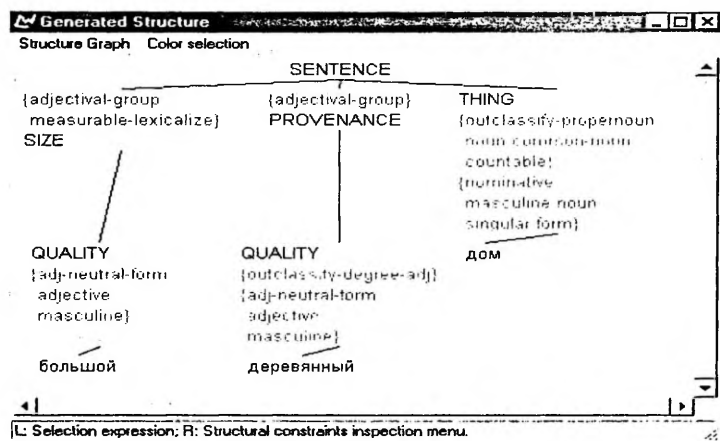 Generated Structure
Structure Graph Color selection
SENTENCE
{adjectival-group
measurable-lexicalize}
SIZE
{adjectival-group}
PROVENANCE
THING
{outclassify-propernoun
noun common-noun
countable}
{nominative
masculine noun
singular form}
дом
QUALITY
{adj-neutral-form
adjective
masculine}
большой
QUALITY
{outclassify-degree-adj}
{adj-neutral-form
adjective
masculine}
деревянный
L: Selection expression; R: Structural constraints inspection menu.